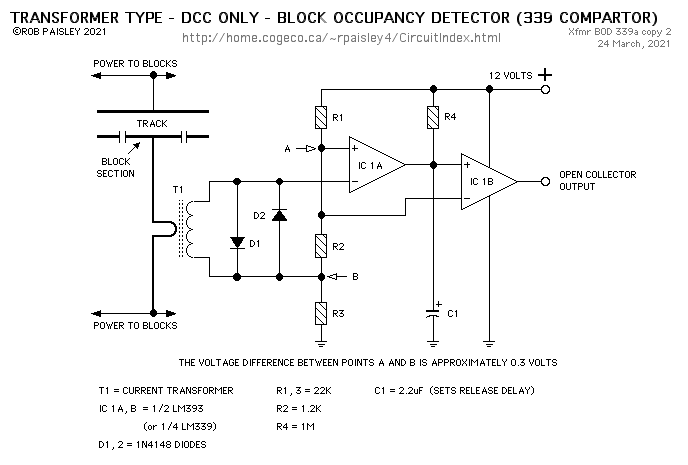 TRANSFORMER TYPE - DCC ONLY - BLOCK OCCUPANCY DETECTOR (339 COMPARTOR)
©ROB PAISLEY 2021
http://home.cogeco.ca/~rpaisley4/CircuitIndex.html
Xfmr BOD 339a copy 2
24 March, 2021
POWER TO BLOCKS
12 VOLTS +
R1
R4
TRACK
A
+
IC 1A
−
BLOCK SECTION
+
IC 1B
−
OPEN COLLECTOR
OUTPUT
T1
D2
D1
R2
B
R3
+
C1
POWER TO BLOCKS
THE VOLTAGE DIFFERENCE BETWEEN POINTS A AND B IS APPROXIMATELY 0.3 VOLTS
T1 = CURRENT TRANSFORMER
R1, 3 = 22K
C1 = 2.2uF (SETS RELEASE DELAY)
IC 1A, B = 1/2 LM393
R2 = 1.2K
(or 1/4 LM339)
R4 = 1M
D1, 2 = 1N4148 DIODES